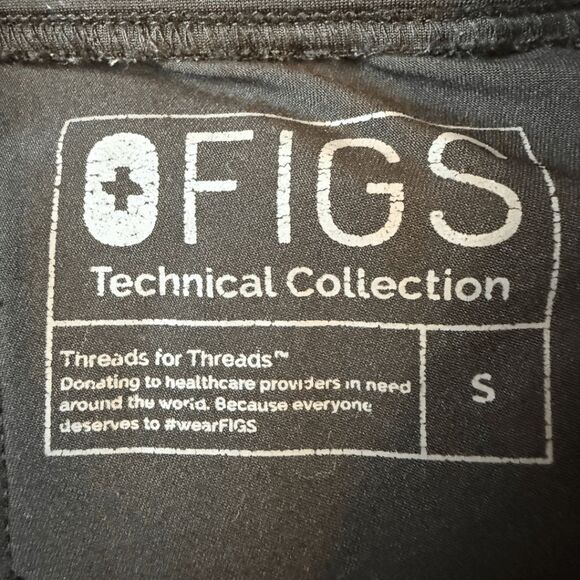 FIGS
Technical Collection
Threads for Threads™
Donating to healthcare providers in need
around the world. Because everyone
deserves to #wearFIGS
S